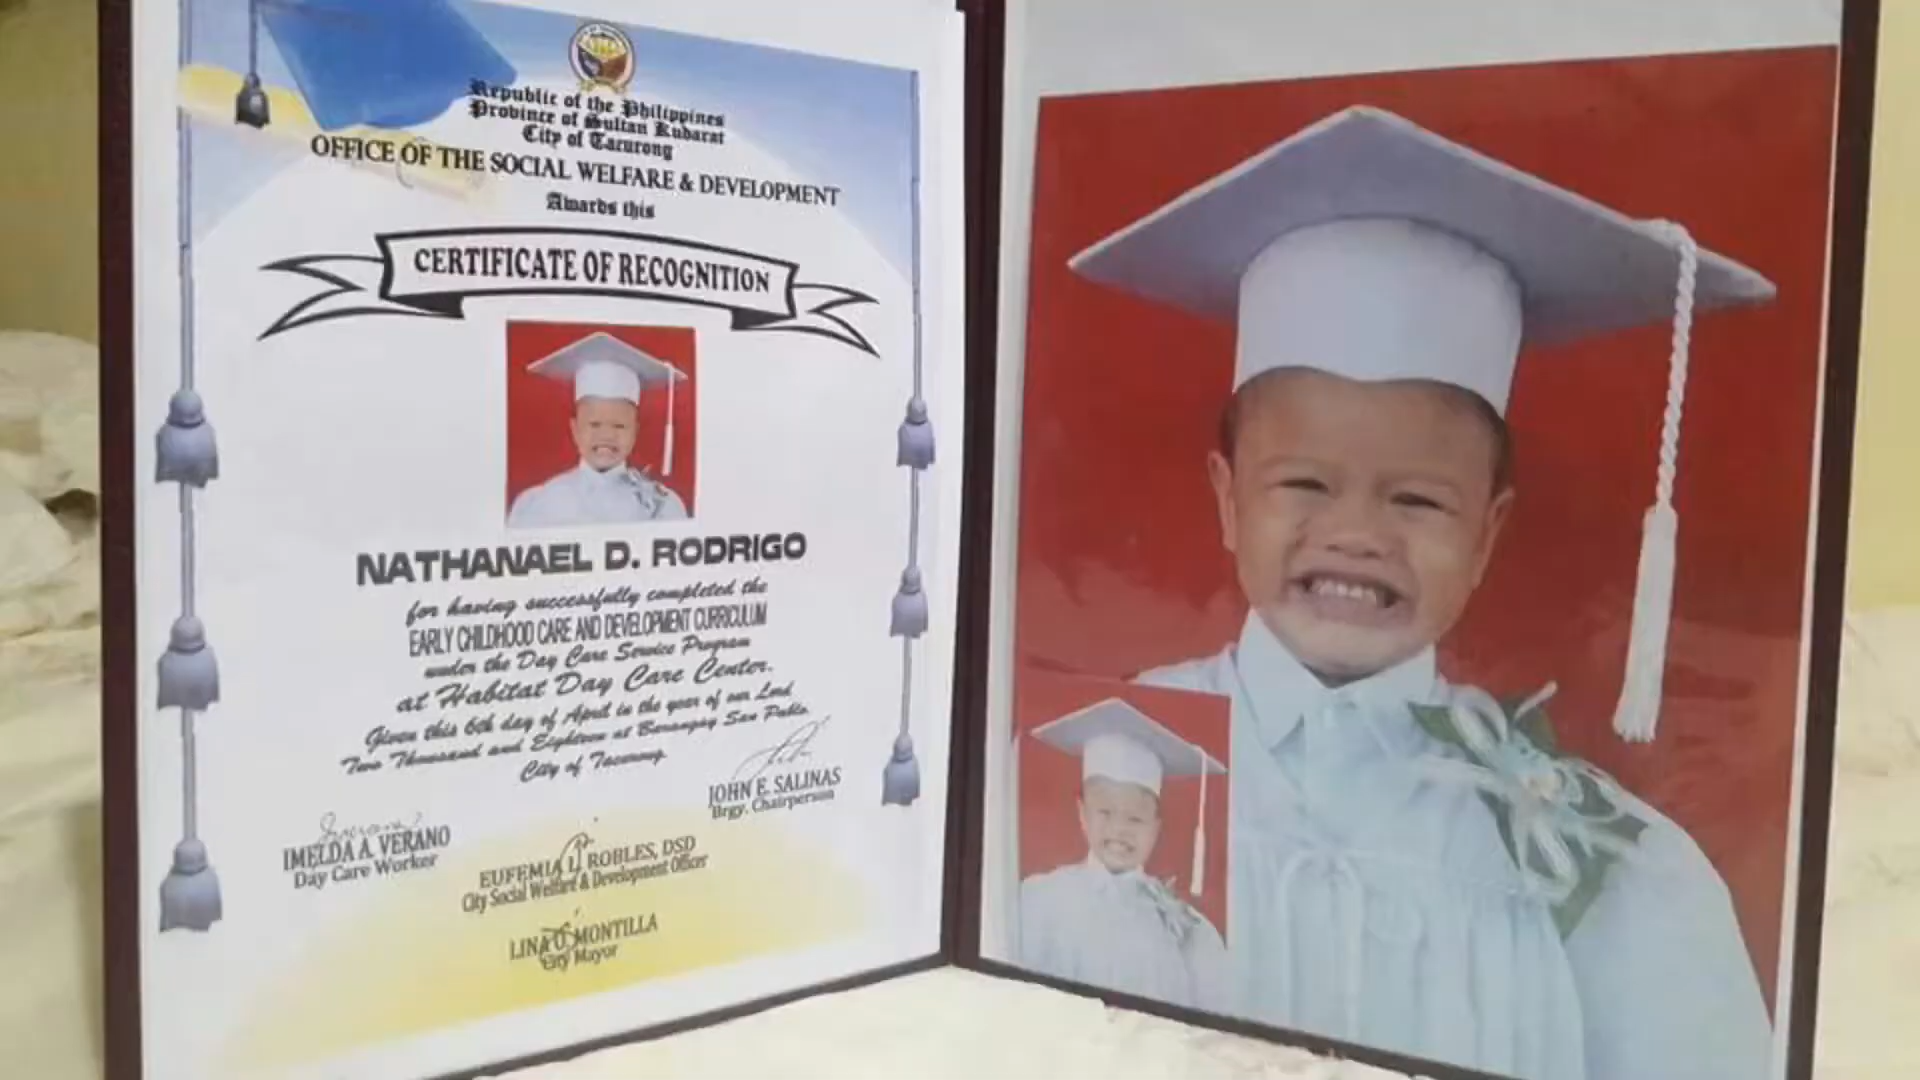 Republic of the Philippines
Province of Sultan Kudarat
City of Tacurong
OFFICE OF THE SOCIAL WELFARE & DEVELOPMENT
Awards this
CERTIFICATE OF RECOGNITION
NATHANAEL D. RODRIGO
for having successfully completed the
EARLY CHILDHOOD CARE AND DEVELOPMENT CURRICULUM
under the Day Care Service Program
at Habitat Day Care Center.
Given this 6th day of April in the year of our Lord
Two Thousand and Eighteen at Barangay San Pablo
City of Tacurong.
JOHN E. SALINAS
Brgy. Chairperson
IMELDA A. VERANO
Day Care Worker
EUFEMIA L. ROBLES, DSD
City Social Welfare & Development Officer
LINA O. MONTILLA
City Mayor